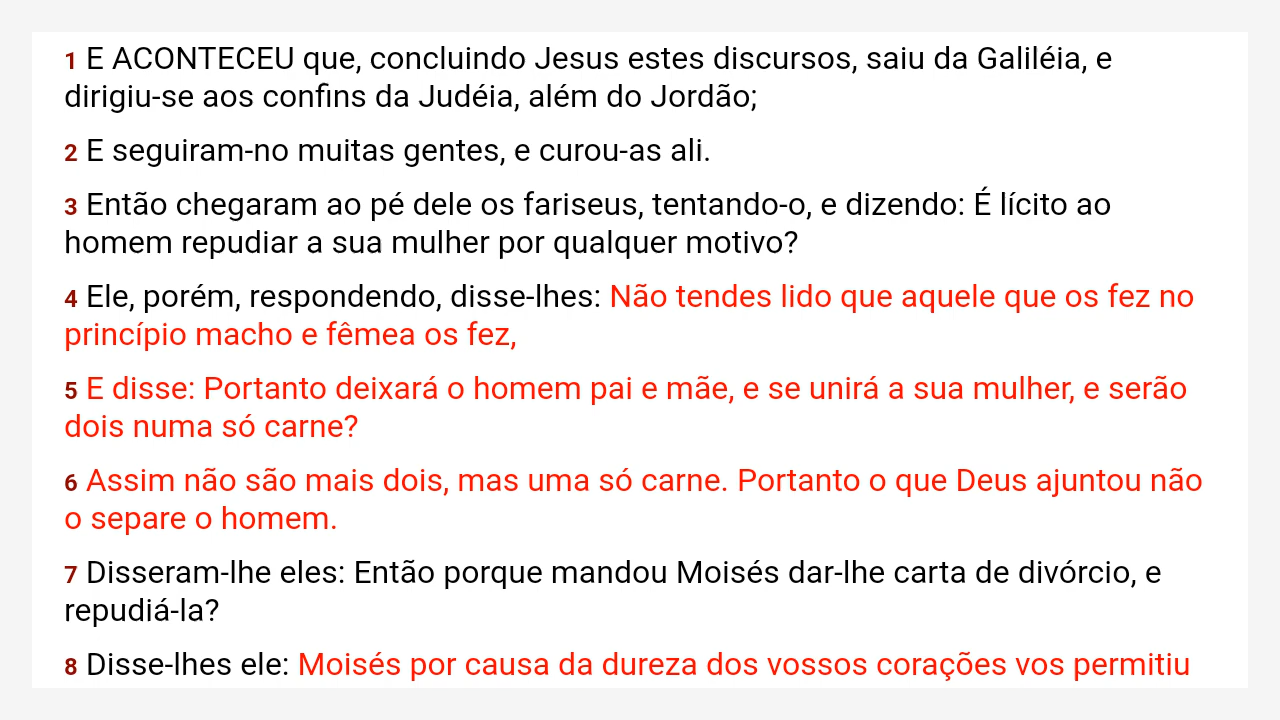 1 E ACONTECEU que, concluindo Jesus estes discursos, saiu da Galiléia, e
dirigiu-se aos confins da Judéia, além do Jordão;
2 E seguiram-no muitas gentes, e curou-as ali.
3 Então chegaram ao pé dele os fariseus, tentando-o, e dizendo: É lícito ao
homem repudiar a sua mulher por qualquer motivo?
4 Ele, porém, respondendo, disse-lhes: Não tendes lido que aquele que os fez no
princípio macho e fêmea os fez,
5 E disse: Portanto deixará o homem pai e mãe, e se unirá a sua mulher, e serão
dois numa só carne?
6 Assim não são mais dois, mas uma só carne. Portanto o que Deus ajuntou não
o separe o homem.
7 Disseram-lhe eles: Então porque mandou Moisés dar-lhe carta de divórcio, e
repudiá-la?
8 Disse-lhes ele: Moisés por causa da dureza dos vossos corações vos permitiu